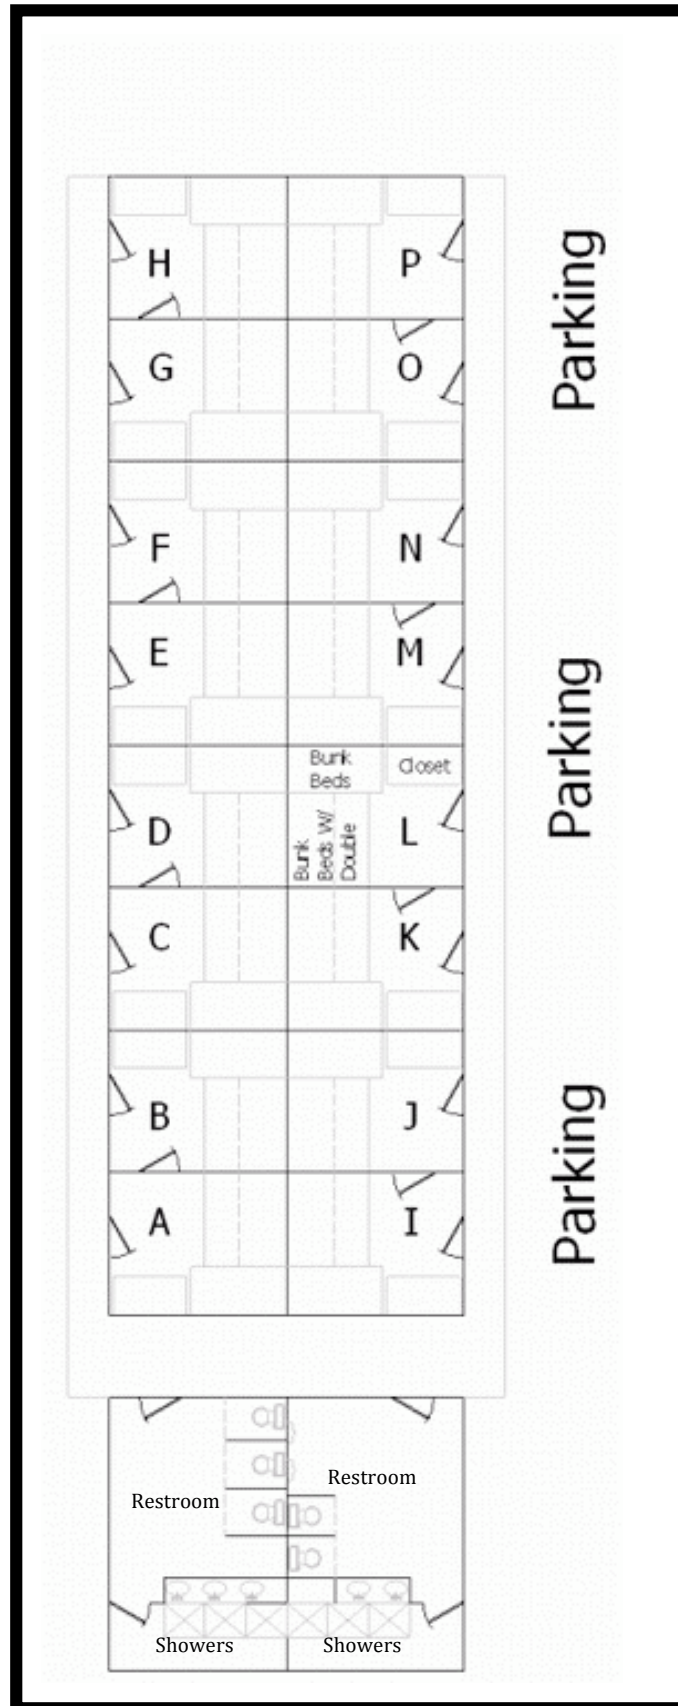 H
P
Parking
G
O
F
N
E
M
Parking
Bunk
Beds
Closet
D
Bunk
Beds W/
Double
L
C
K
B
J
Parking
A
I
Restroom
Restroom
Showers
Showers